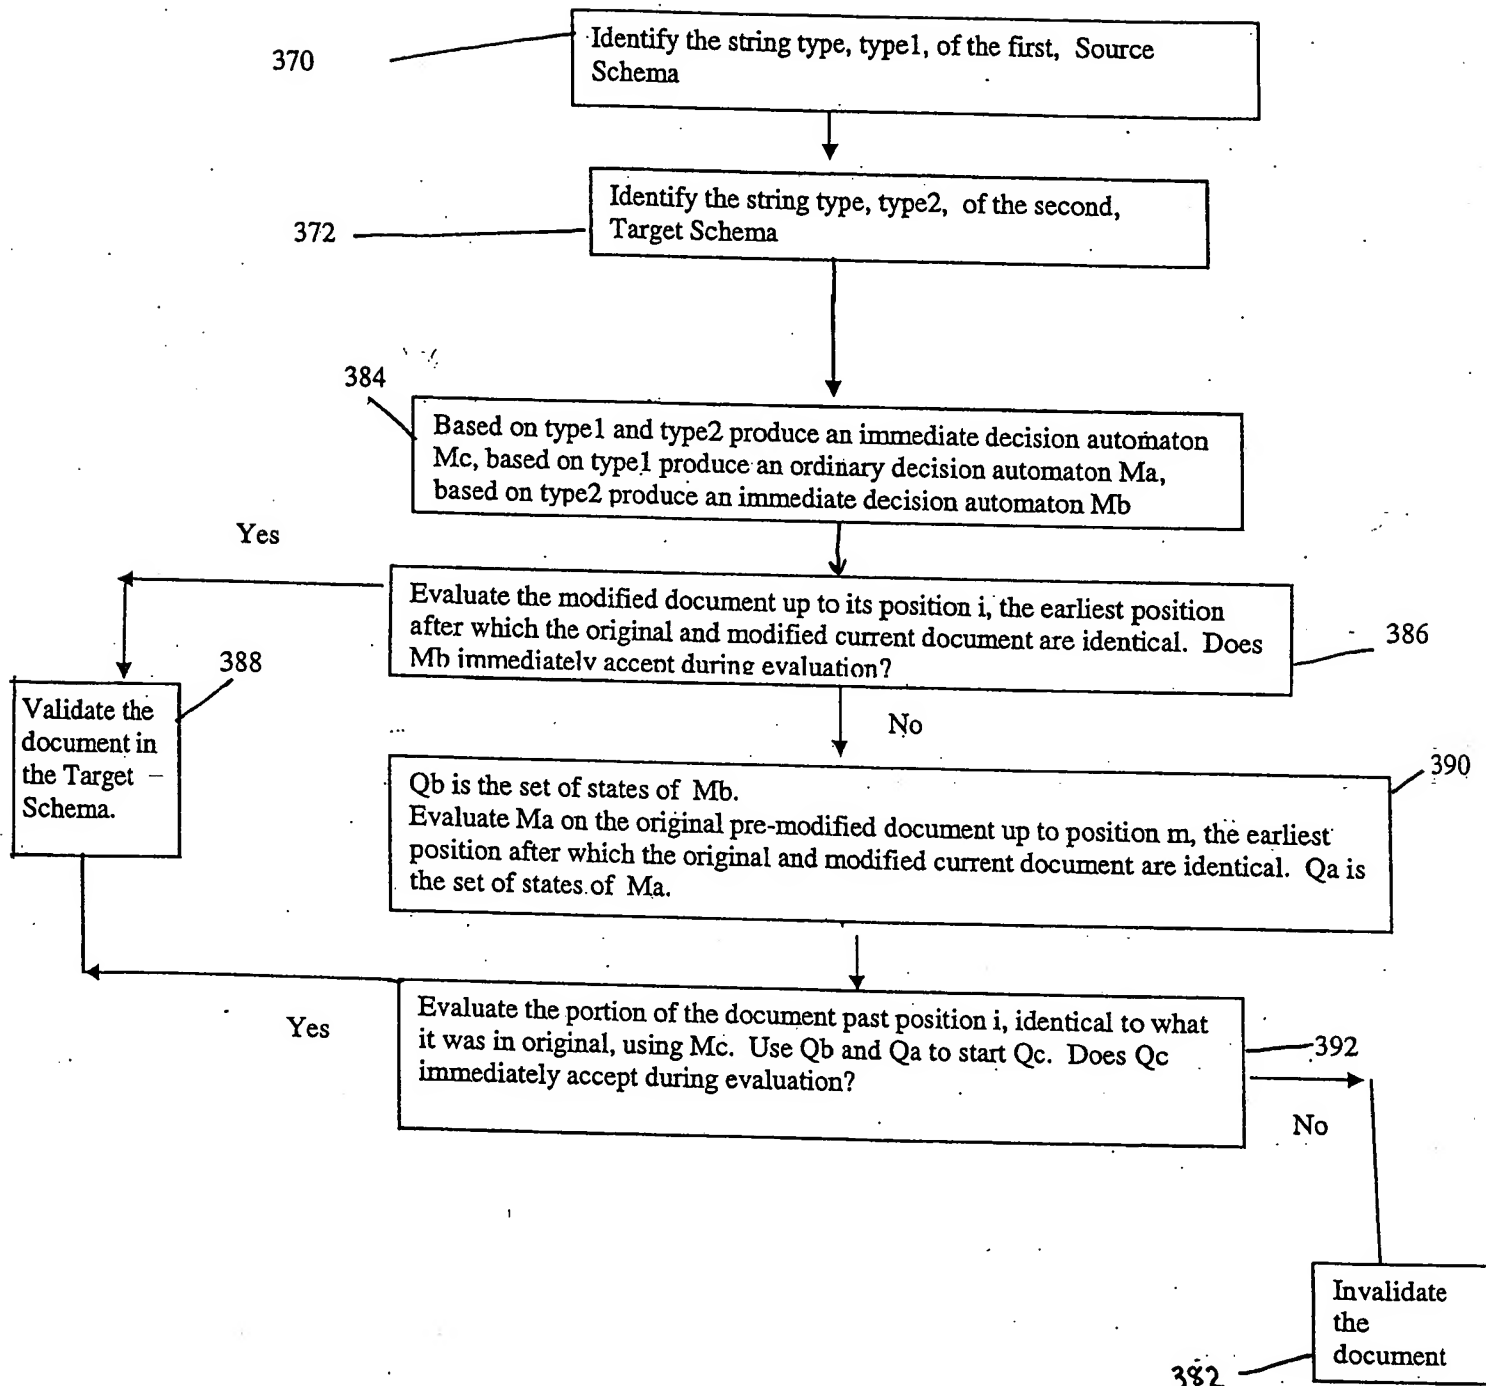 370
Identify the string type, type1, of the first, Source
Schema
372
Identify the string type, type2, of the second,
Target Schema
384
Based on type1 and type2 produce an immediate decision automaton
Mc, based on type1 produce an ordinary decision automaton Ma,
based on type2 produce an immediate decision automaton Mb
Yes
Evaluate the modified document up to its position i, the earliest position
after which the original and modified current document are identical. Does
Mb immediately accept during evaluation?
386
388
Validate the
document in
the Target
Schema.
No
390
Qb is the set of states of Mb.
Evaluate Ma on the original pre-modified document up to position m, the earliest
position after which the original and modified current document are identical. Qa is
the set of states of Ma.
Yes
Evaluate the portion of the document past position i, identical to what
it was in original, using Mc. Use Qb and Qa to start Qc. Does Qc
immediately accept during evaluation?
392
No
Invalidate
the
document
382